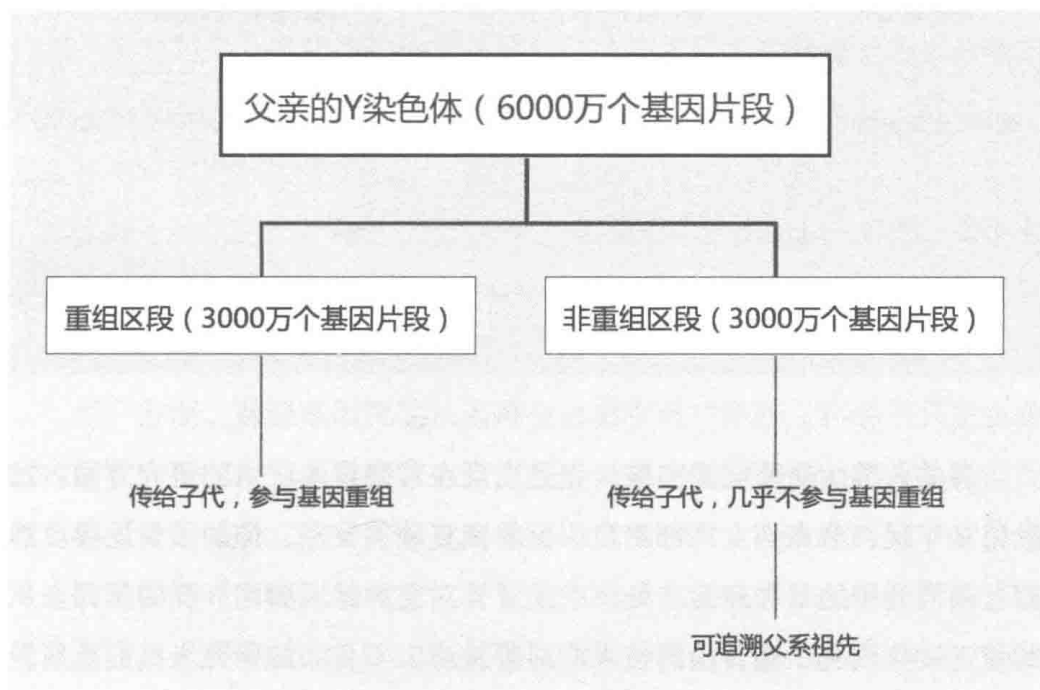 父亲的Y染色体（6000万个基因片段）
重组区段（3000万个基因片段）
非重组区段（3000万个基因片段）
传给子代，参与基因重组
传给子代，几乎不参与基因重组
可追溯父系祖先